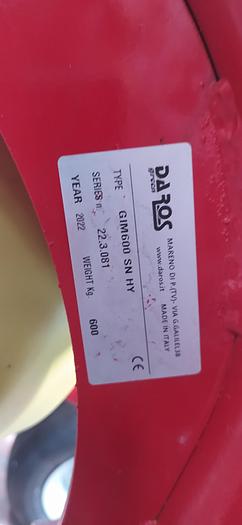 DA ROS
green
MARENO DI P.(TV)- VIA G.GALILEI,38
www.daros.it
MADE IN ITALY
TYPE GIM600 SN HY
CE
SERIES n. 22.3.081
YEAR 2022 WEIGHT Kg. 600